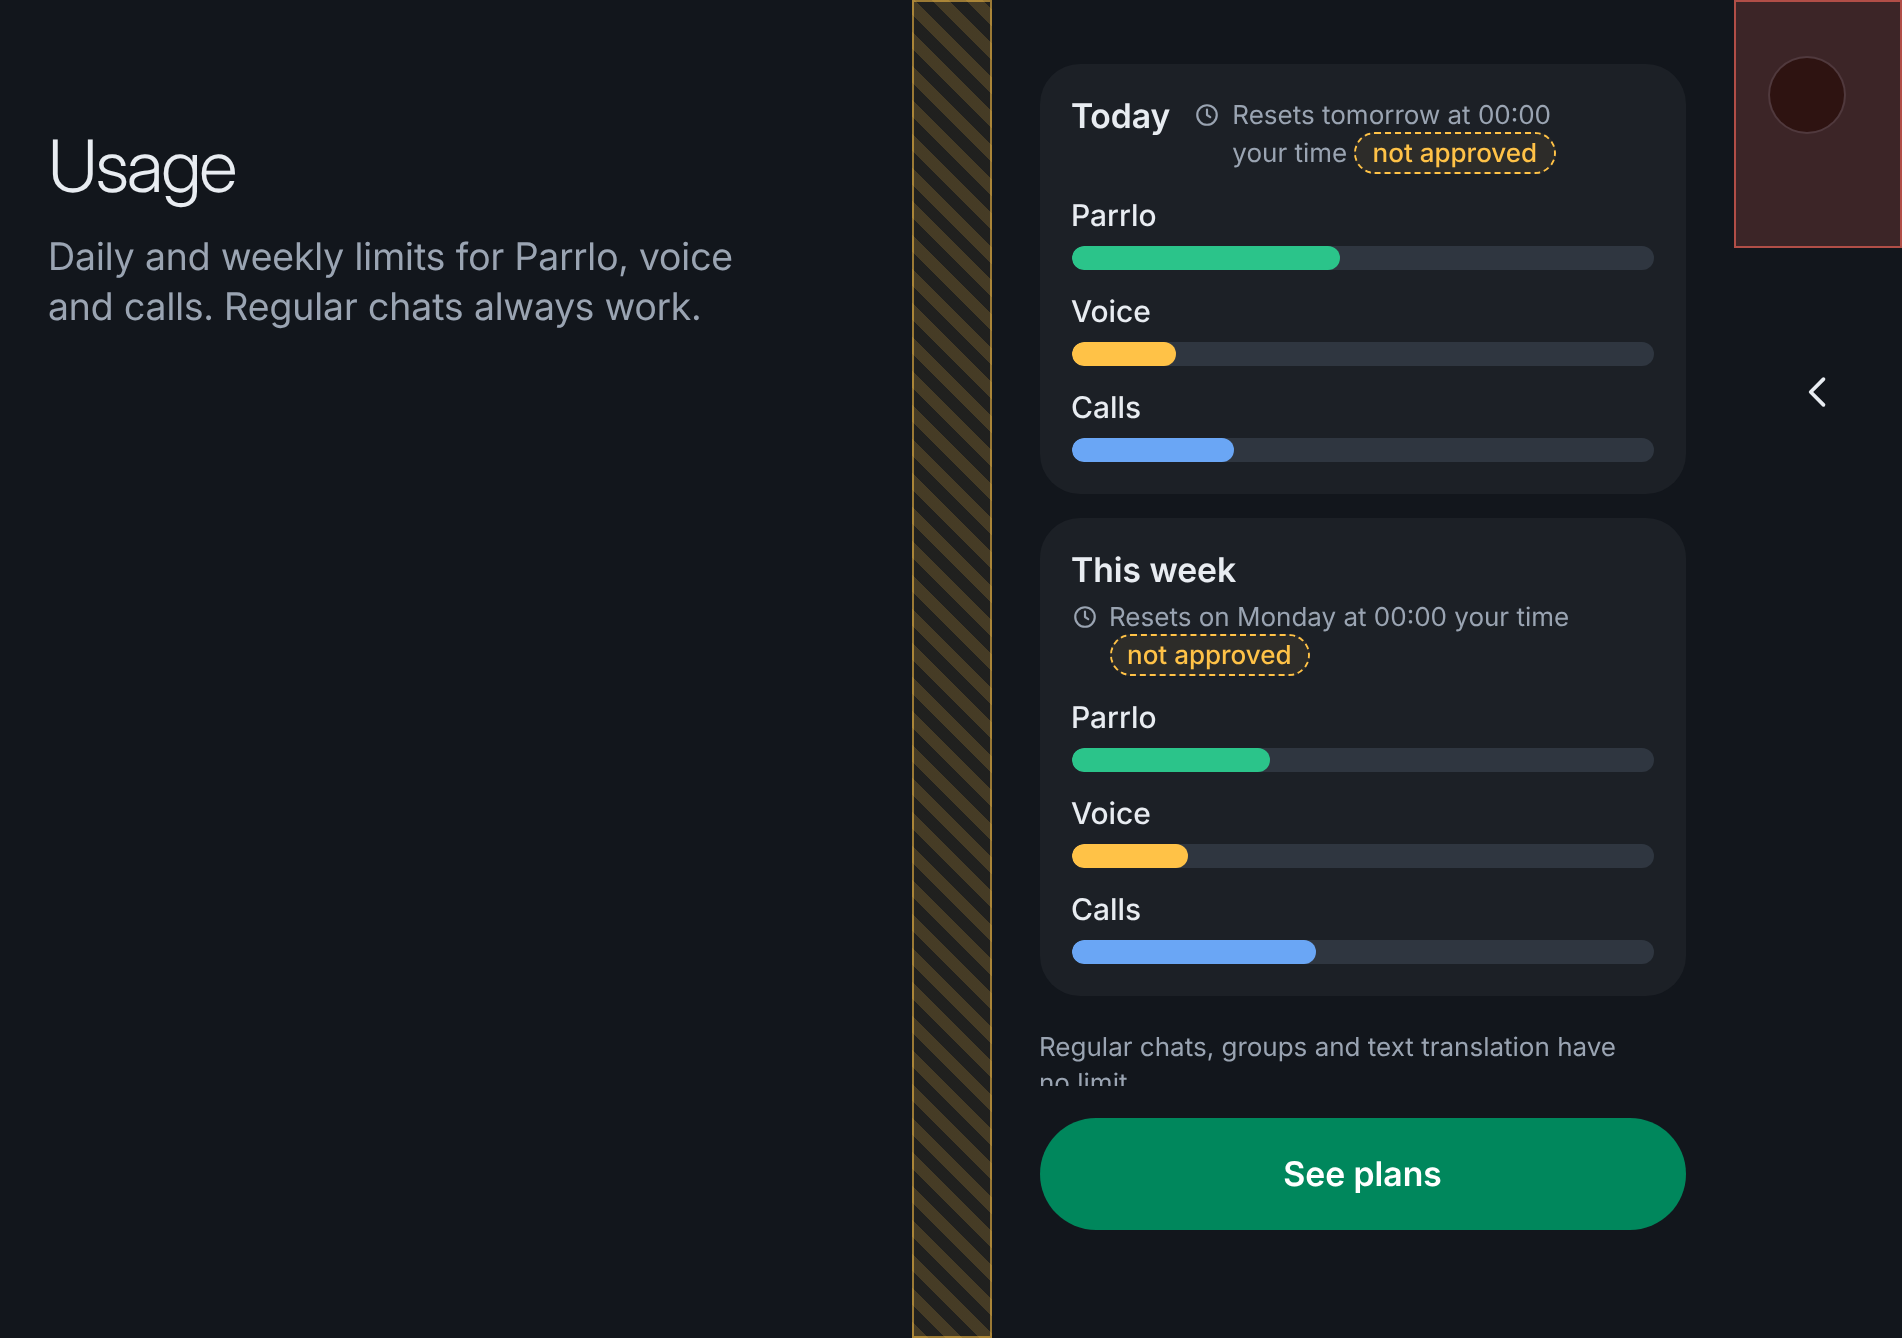 Usage
Daily and weekly limits for Parrlo, voice
and calls. Regular chats always work.
Today
Resets tomorrow at 00:00
your time not approved
Parrlo
Voice
Calls
This week
Resets on Monday at 00:00 your time
not approved
Parrlo
Voice
Calls
Regular chats, groups and text translation have
no limit
See plans